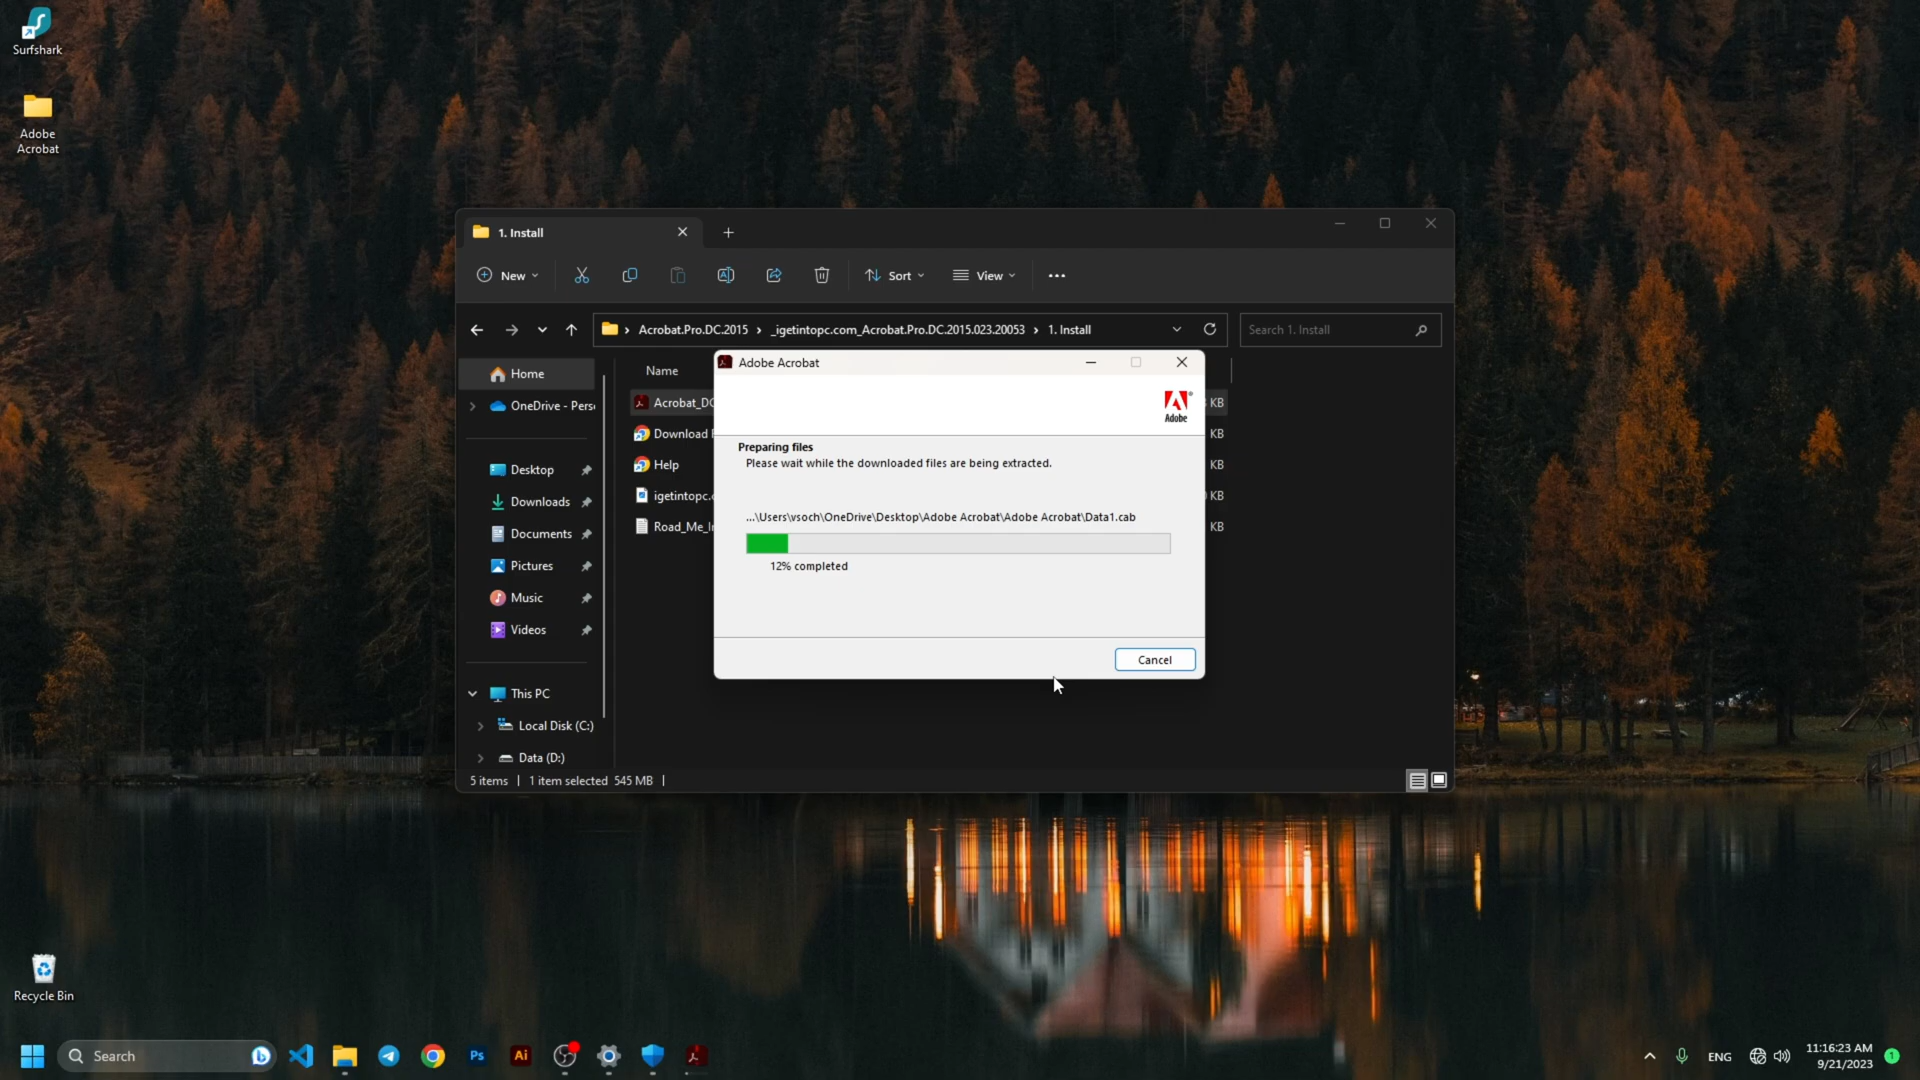 Surfshark
Adobe
Acrobat
1. Install
New
Sort
View
Acrobat.Pro.DC.2015
_igetintopc.com_Acrobat.Pro.DC.2015.023.20053
1. Install
Search 1. Install
Home
OneDrive - Pers
Desktop
Downloads
Documents
Pictures
Music
Videos
This PC
Local Disk (C:)
Data (D:)
Name
Acrobat_DC
Download
Help
igetintopc.c
Road_Me_In
KB
KB
KB
KB
KB
Adobe Acrobat
Adobe
Preparing files
Please wait while the downloaded files are being extracted.
...\Users\vsoch\OneDrive\Desktop\Adobe Acrobat\Adobe Acrobat\Data1.cab
12% completed
Cancel
5 items
1 item selected 545 MB
Recycle Bin
Search
Ps
Ai
ENG
11:16:23 AM
9/21/2023
1